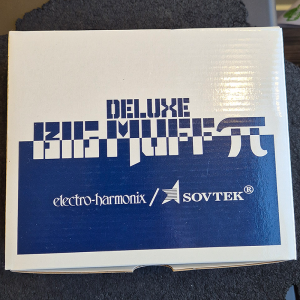 DELUXE
BIG MUFF π
electro-harmonix / SOVTEK®